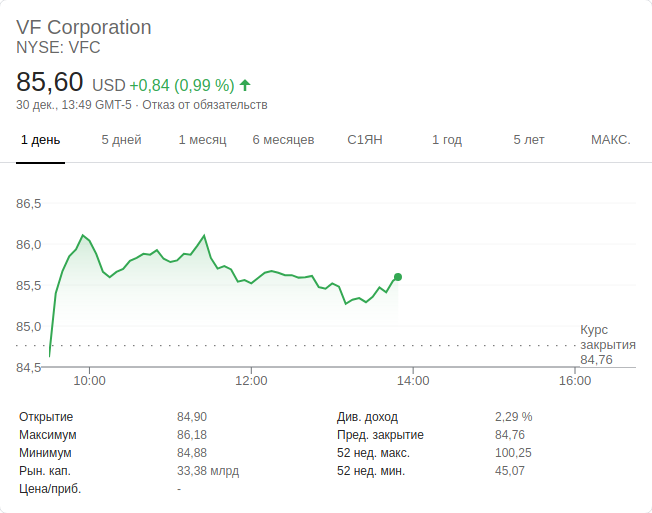 VF Corporation
NYSE: VFC
85,60 USD +0,84 (0,99 %)
30 дек., 13:49 GMT-5 · Отказ от обязательств
1 день 5 дней 1 месяц 6 месяцев С1ЯН 1 год 5 лет МАКС.
86,5
86,0
85,5
85,0
84,5
Курс
закрытия
84,76
10:00 12:00 14:00 16:00
Открытие 84,90 Див. доход 2,29 %
Максимум 86,18 Пред. закрытие 84,76
Минимум 84,88 52 нед. макс. 100,25
Рын. кап. 33,38 млрд 52 нед. мин. 45,07
Цена/приб. -